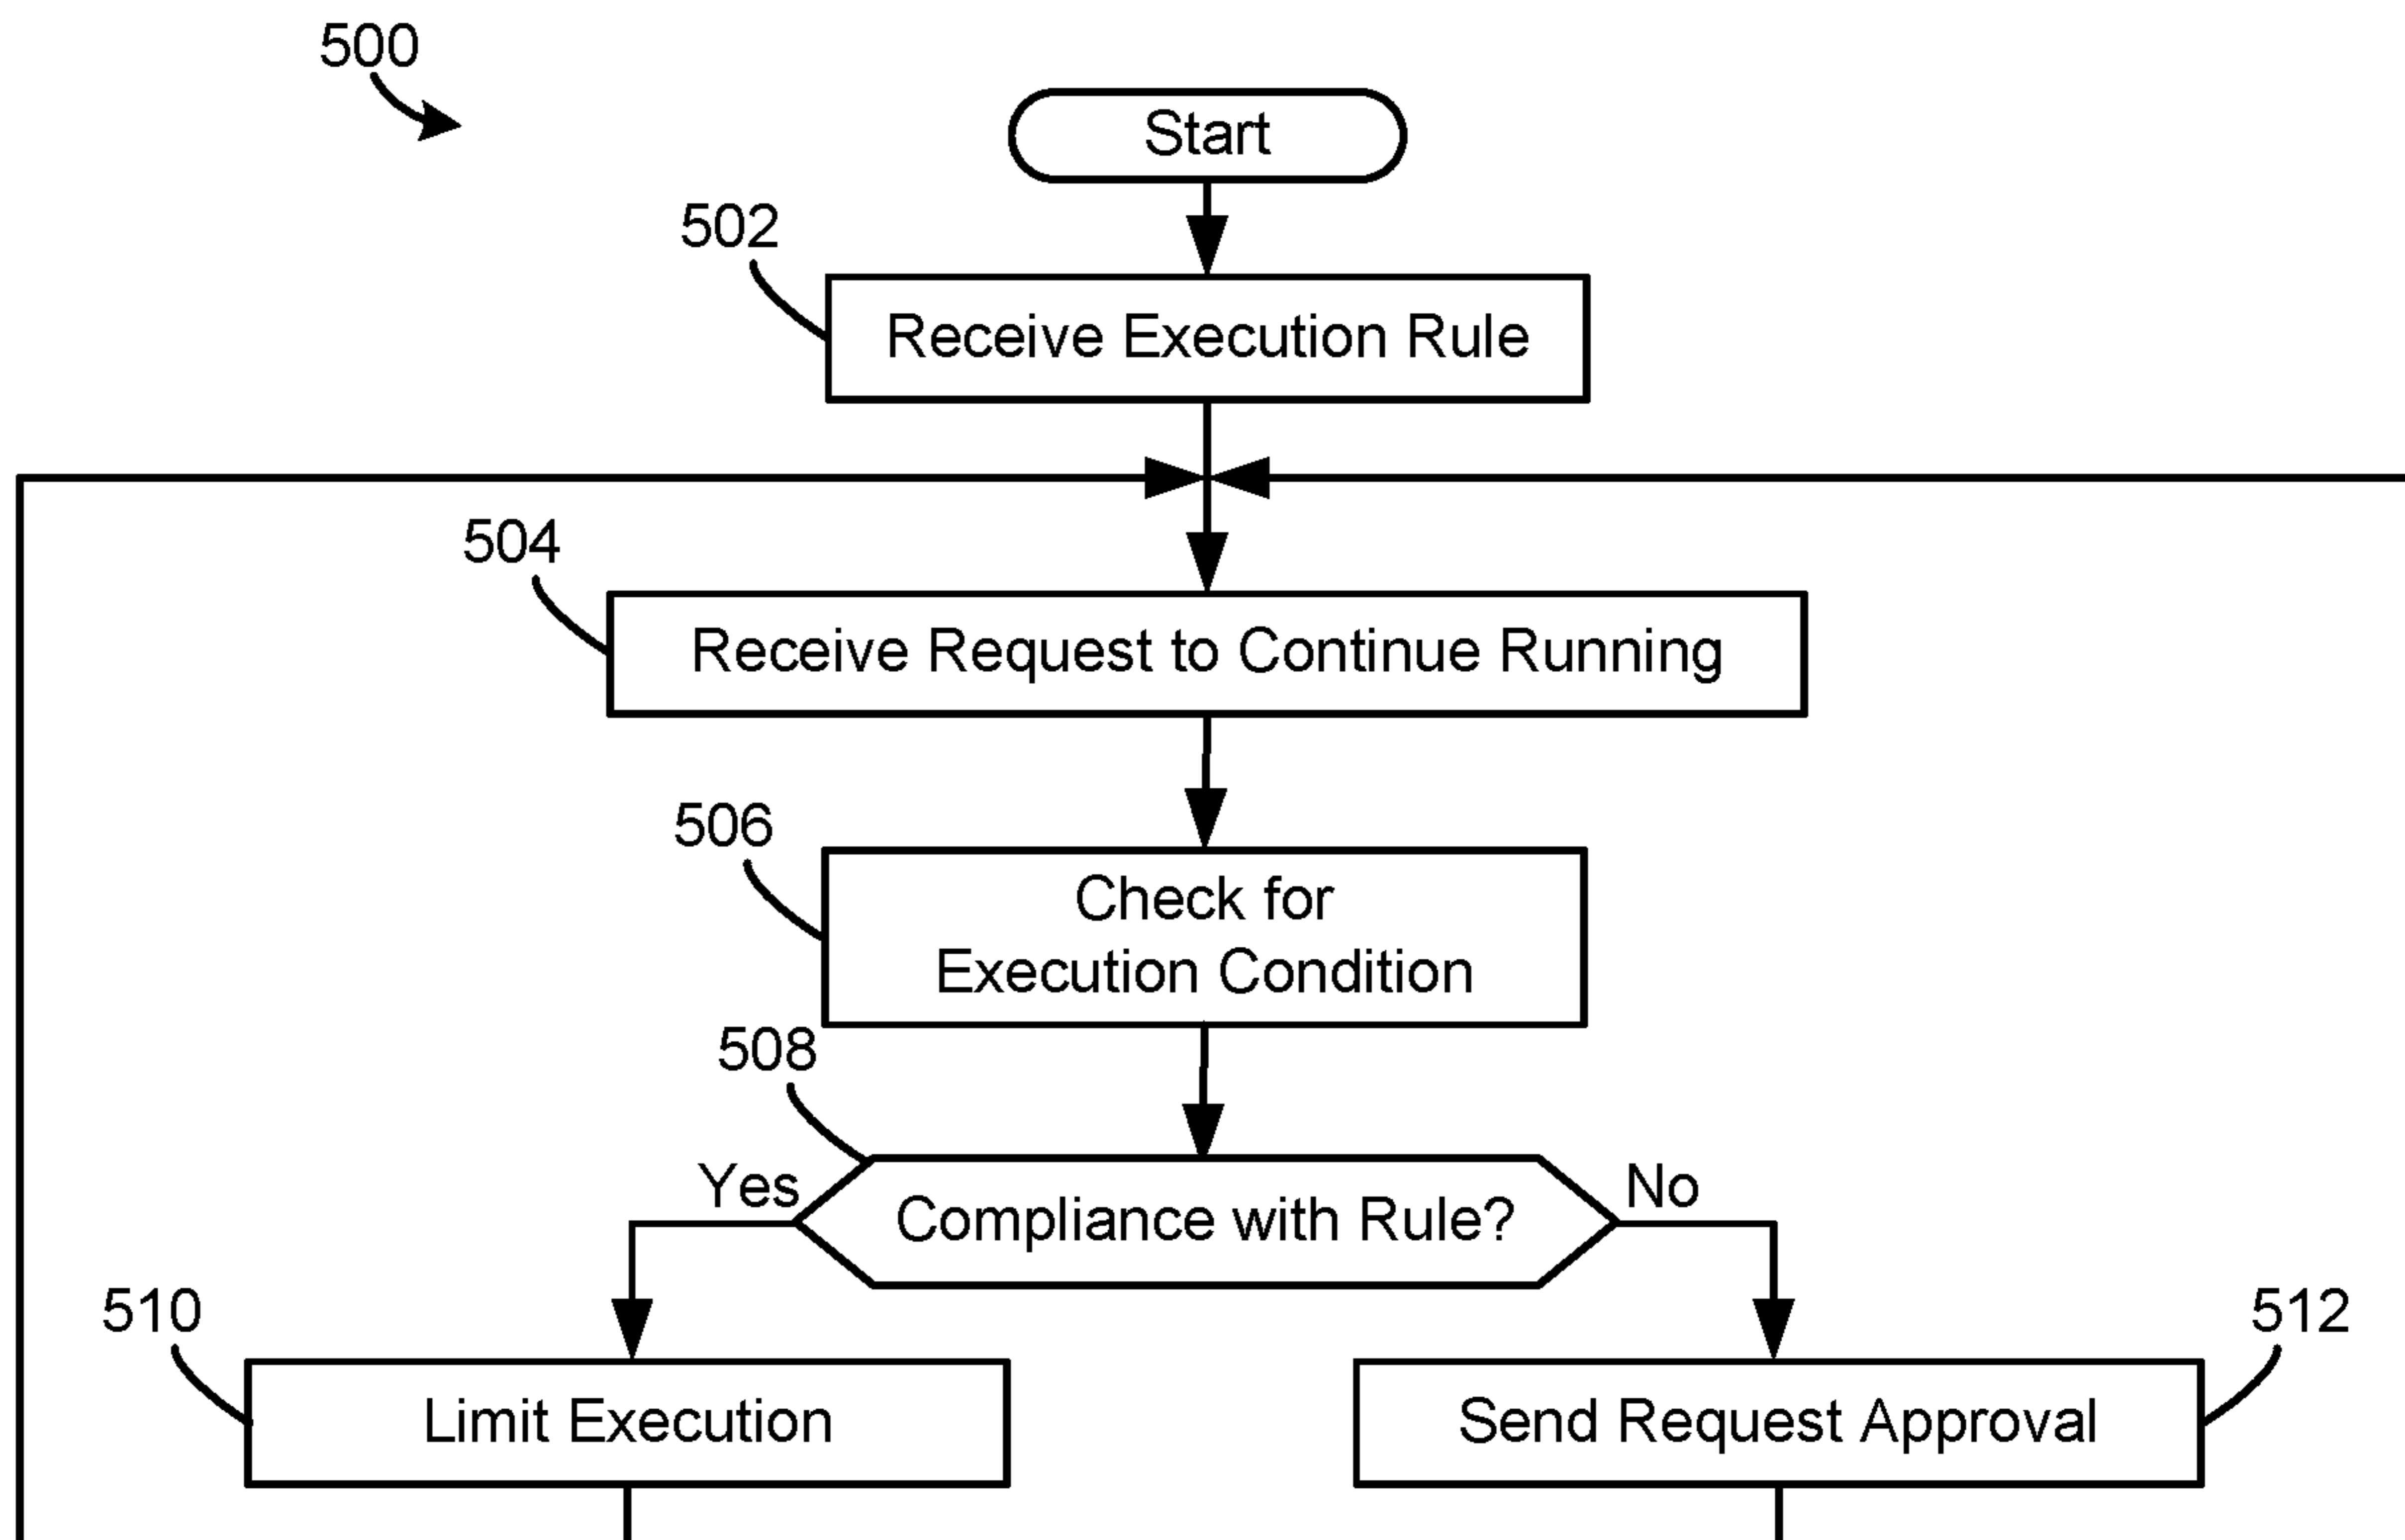 500
Start
502
Receive Execution Rule
504
Receive Request to Continue Running
506
Check for
Execution Condition
508
Yes
Compliance with Rule?
No
510
Limit Execution
Send Request Approval
512